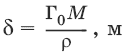 δ = Γ₀M / ρ, м